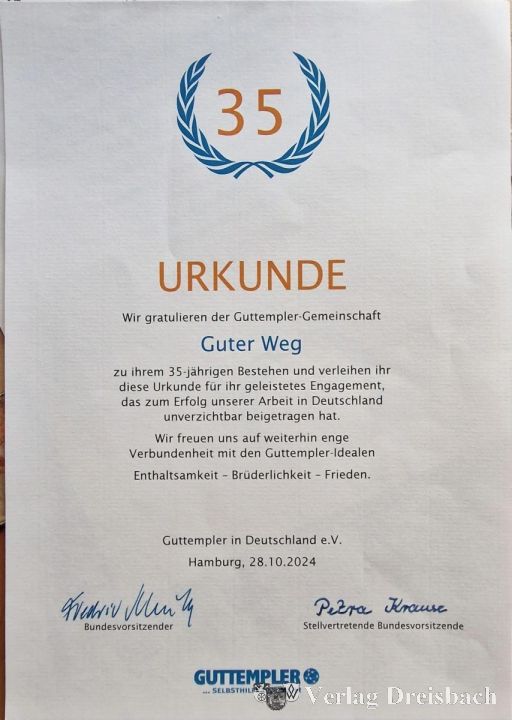 35
URKUNDE
Wir gratulieren der Guttempler-Gemeinschaft
Guter Weg
zu ihrem 35-jährigen Bestehen und verleihen ihr
diese Urkunde für ihr geleistetes Engagement,
das zum Erfolg unserer Arbeit in Deutschland
unverzichtbar beigetragen hat.
Wir freuen uns auf weiterhin enge
Verbundenheit mit den Guttempler-Idealen
Enthaltsamkeit – Brüderlichkeit – Frieden.
Guttempler in Deutschland e.V.
Hamburg, 28.10.2024
Petra Krause
Bundesvorsitzender
Stellvertretende Bundesvorsitzende
GUTTEMPLER
Verlag Dreisbach